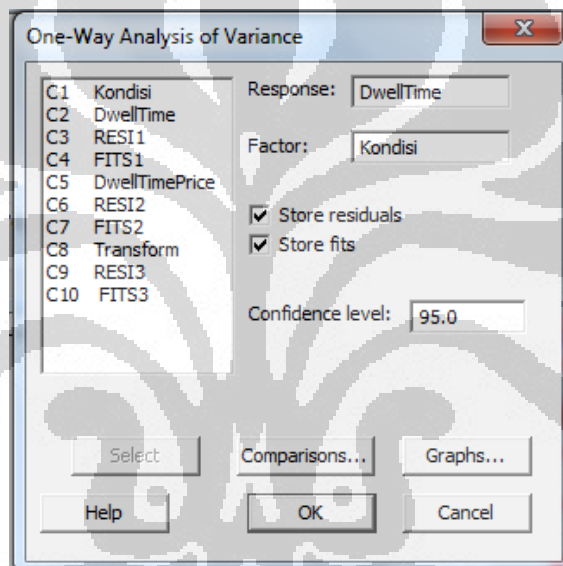 One-Way Analysis of Variance
C1 Kondisi
C2 DwellTime
C3 RESI1
C4 FITS1
C5 DwellTimePrice
C6 RESI2
C7 FITS2
C8 Transform
C9 RESI3
C10 FITS3
Response: DwellTime
Factor: Kondisi
Store residuals
Store fits
Confidence level: 95.0
Select
Comparisons...
Graphs...
Help
OK
Cancel